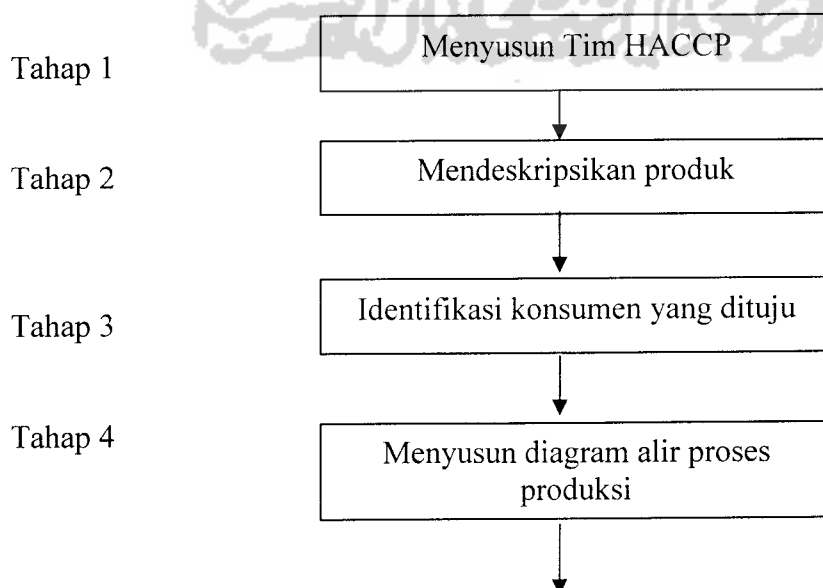 Tahap 1
Menyusun Tim HACCP
Tahap 2
Mendeskripsikan produk
Tahap 3
Identifikasi konsumen yang dituju
Tahap 4
Menyusun diagram alir proses
produksi